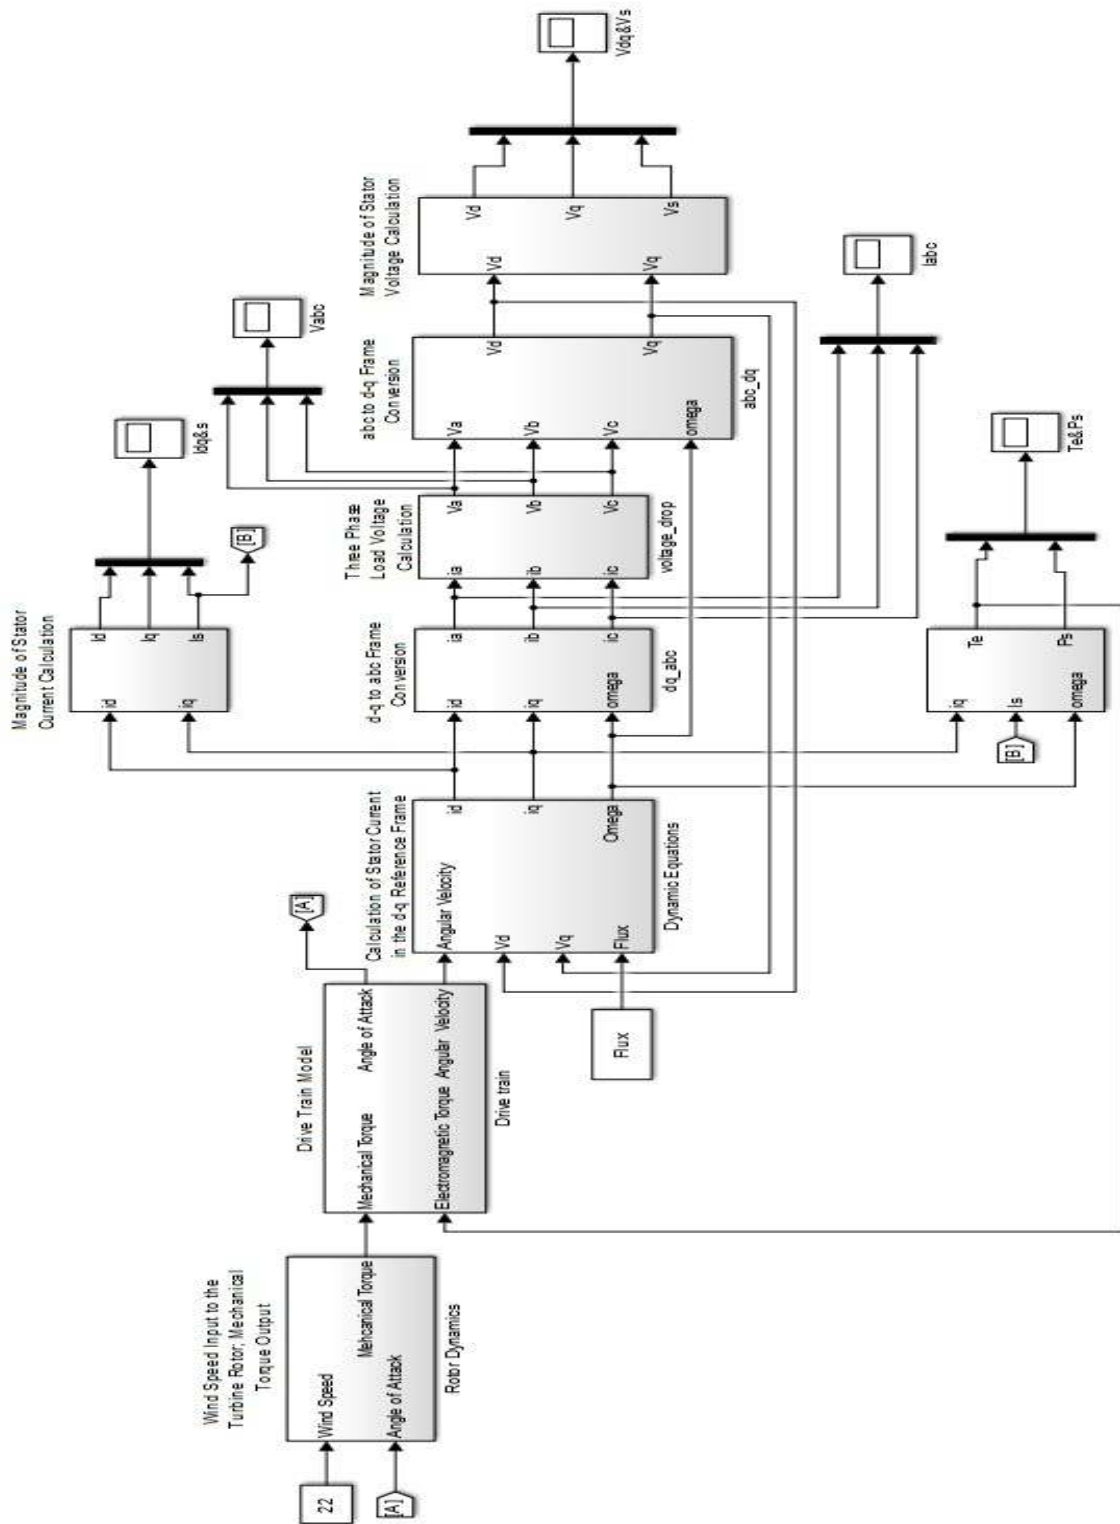 Wind Speed Input to the
Turbine Rotor; Mechanical
Torque Output
22
[A]
Wind Speed
Angle of Attack
Mehcanical Torque
Rotor Dynamics
Drive Train Model
Mechanical Torque
Electromagnetic Torque
Angle of Attack
Angular Velocity
Drive train
[A]
Flux
Calculation of Stator Current
in the d-q Reference Frame
Angular Velocity
Vd
Vq
Flux
id
iq
Omega
Dynamic Equations
Magnitude of Stator
Current Calculation
id
iq
Id
Iq
Is
[B]
Idq&s
d-q to abc Frame
Conversion
id
iq
omega
ia
ib
ic
dq_abc
Three Phase
Load Voltage
Calculation
ia
ib
ic
Va
Vb
Vc
voltage_drop
Vabc
abc to d-q Frame
Conversion
Va
Vb
Vc
omega
Vd
Vq
abc_dq
Magnitude of Stator
Voltage Calculation
Vd
Vq
Vd
Vq
Vs
Vdq&Vs
Iabc
[B]
iq
Is
omega
Te
Ps
Te&Ps